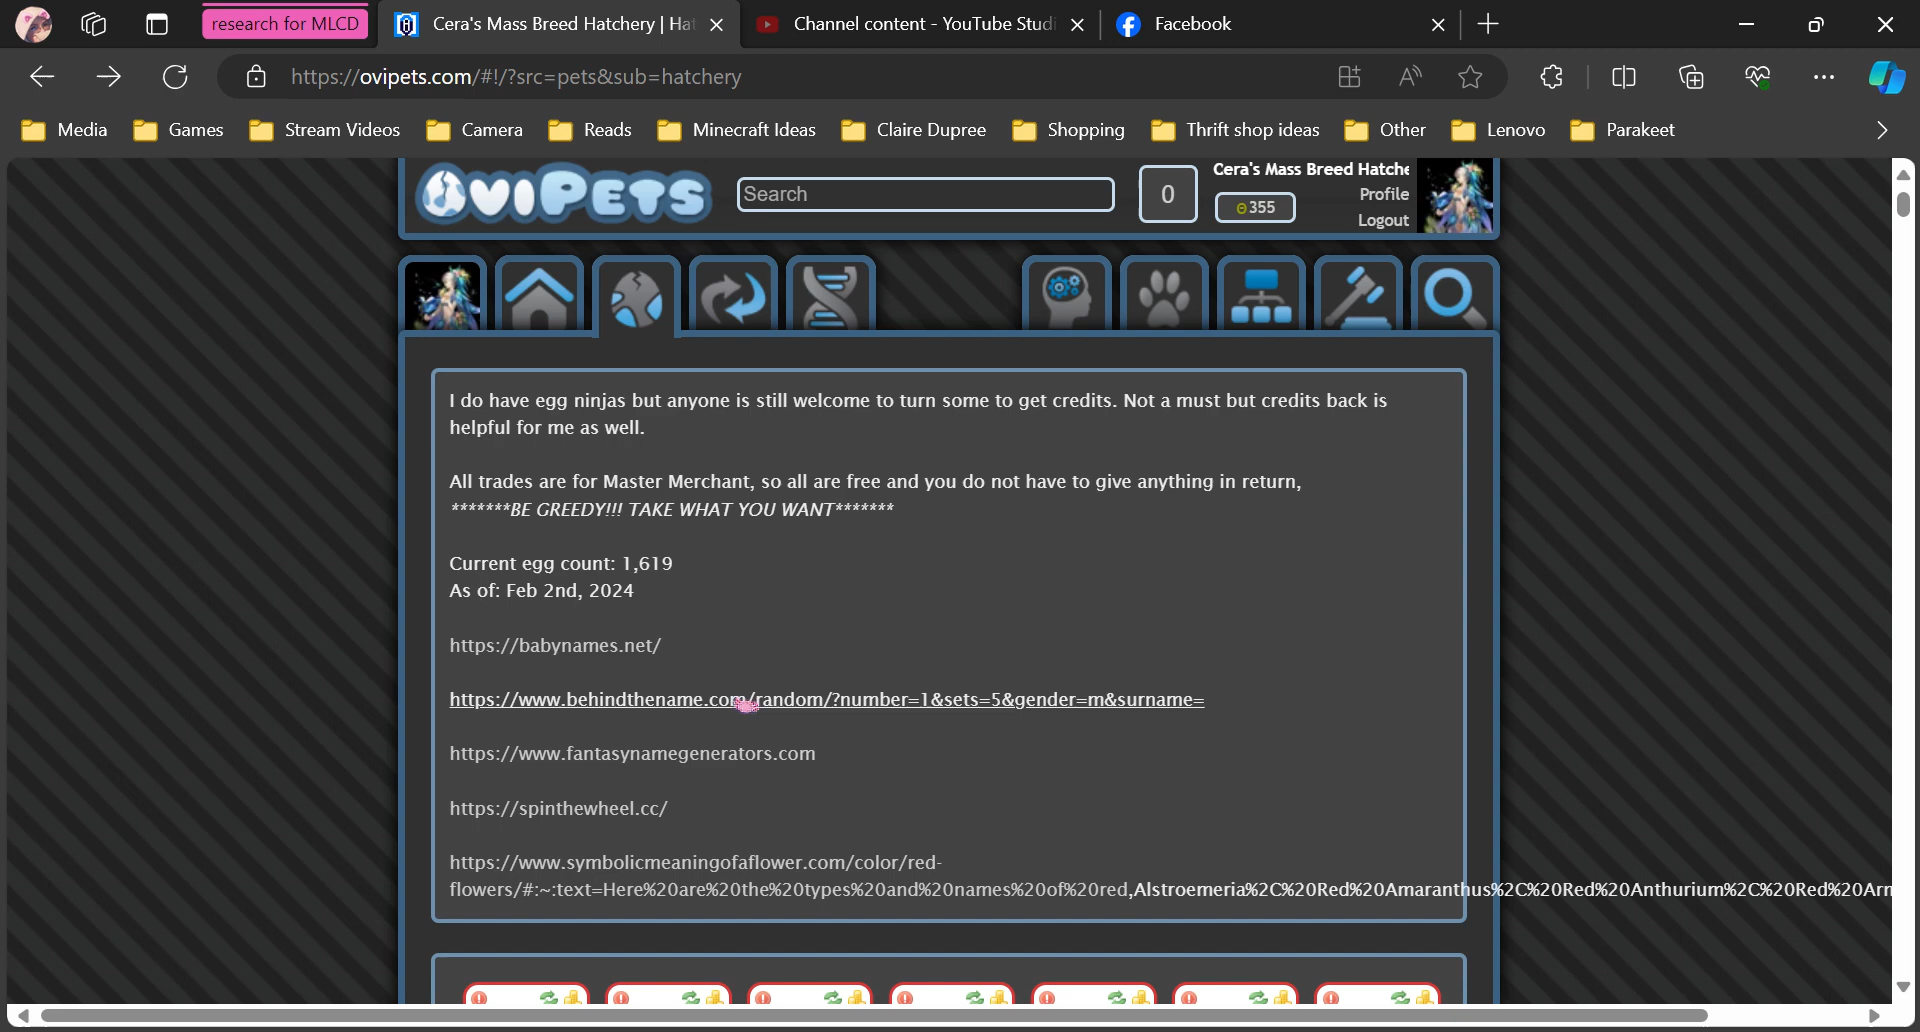 research for MLCD
Cera's Mass Breed Hatchery | Hat
Channel content - YouTube Studi
Facebook
https://ovipets.com/#!/?src=pets&sub=hatchery
Media
Games
Stream Videos
Camera
Reads
Minecraft Ideas
Claire Dupree
Shopping
Thrift shop ideas
Other
Lenovo
Parakeet
OviPets
Search
0
Cera's Mass Breed Hatche
355
Profile
Logout
I do have egg ninjas but anyone is still welcome to turn some to get credits. Not a must but credits back is
helpful for me as well.
All trades are for Master Merchant, so all are free and you do not have to give anything in return,
*******BE GREEDY!!! TAKE WHAT YOU WANT*******
Current egg count: 1,619
As of: Feb 2nd, 2024
https://babynames.net/
https://www.behindthename.com/random/?number=1&sets=5&gender=m&surname=
https://www.fantasynamegenerators.com
https://spinthewheel.cc/
https://www.symbolicmeaningofaflower.com/color/red-
flowers/#:~:text=Here%20are%20the%20types%20and%20names%20of%20red,Alstroemeria%2C%20Red%20Amaranthus%2C%20Red%20Anthurium%2C%20Red%20Arn